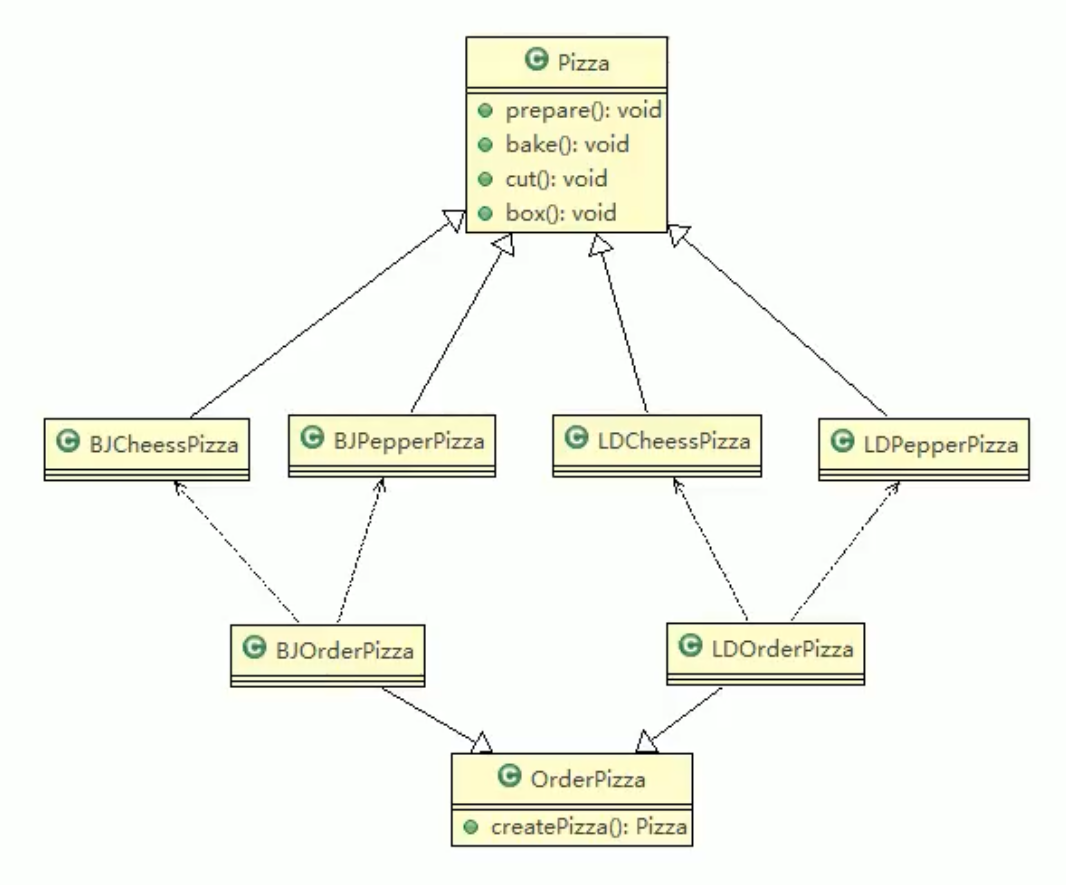 Pizza
prepare(): void
bake(): void
cut(): void
box(): void
BJCheessPizza
BJPepperPizza
LDCheessPizza
LDPepperPizza
BJOrderPizza
LDOrderPizza
OrderPizza
createPizza(): Pizza